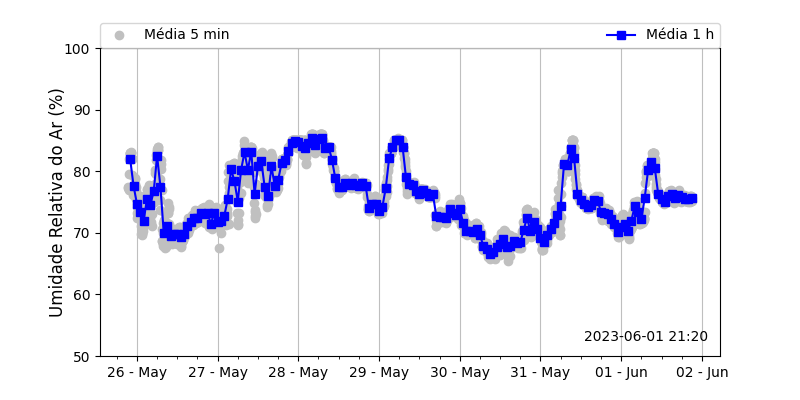 Média 5 min
Média 1 h
Umidade Relativa do Ar (%)
100
90
80
70
60
50
2023-06-01 21:20
26 - May
27 - May
28 - May
29 - May
30 - May
31 - May
01 - Jun
02 - Jun